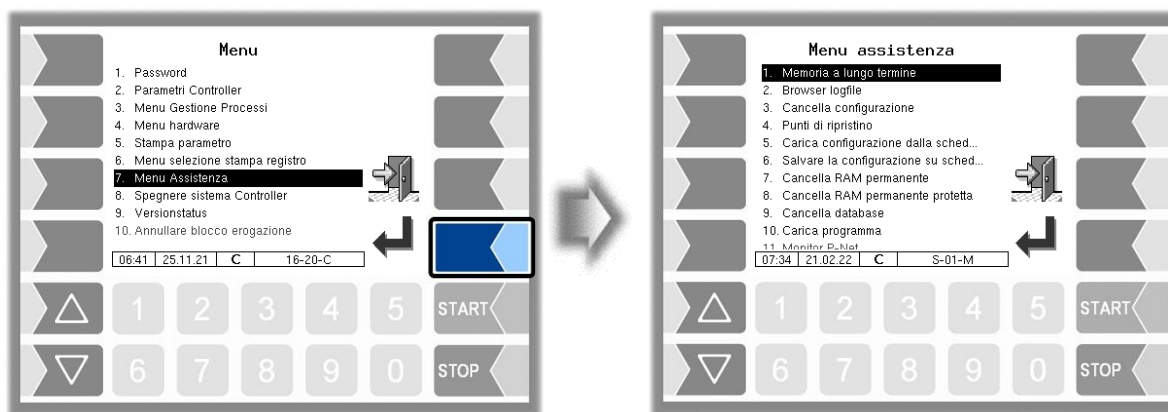 Menu
1. Password
2. Parametri Controller
3. Menu Gestione Processi
4. Menu hardware
5. Stampa parametro
6. Menu selezione stampa registro
7. Menu Assistenza
8. Spegnere sistema Controller
9. Versionstatus
10. Annullare blocco erogazione
06:41 25.11.21 C 16-20-C
1 2 3 4 5 START
6 7 8 9 0 STOP
Menu assistenza
1. Memoria a lungo termine
2. Browser logfile
3. Cancella configurazione
4. Punti di ripristino
5. Carica configurazione dalla sched...
6. Salvare la configurazione su sched...
7. Cancella RAM permanente
8. Cancella RAM permanente protetta
9. Cancella database
10. Carica programma
11. Monitor P-Net
07:34 21.02.22 C S-01-M
1 2 3 4 5 START
6 7 8 9 0 STOP